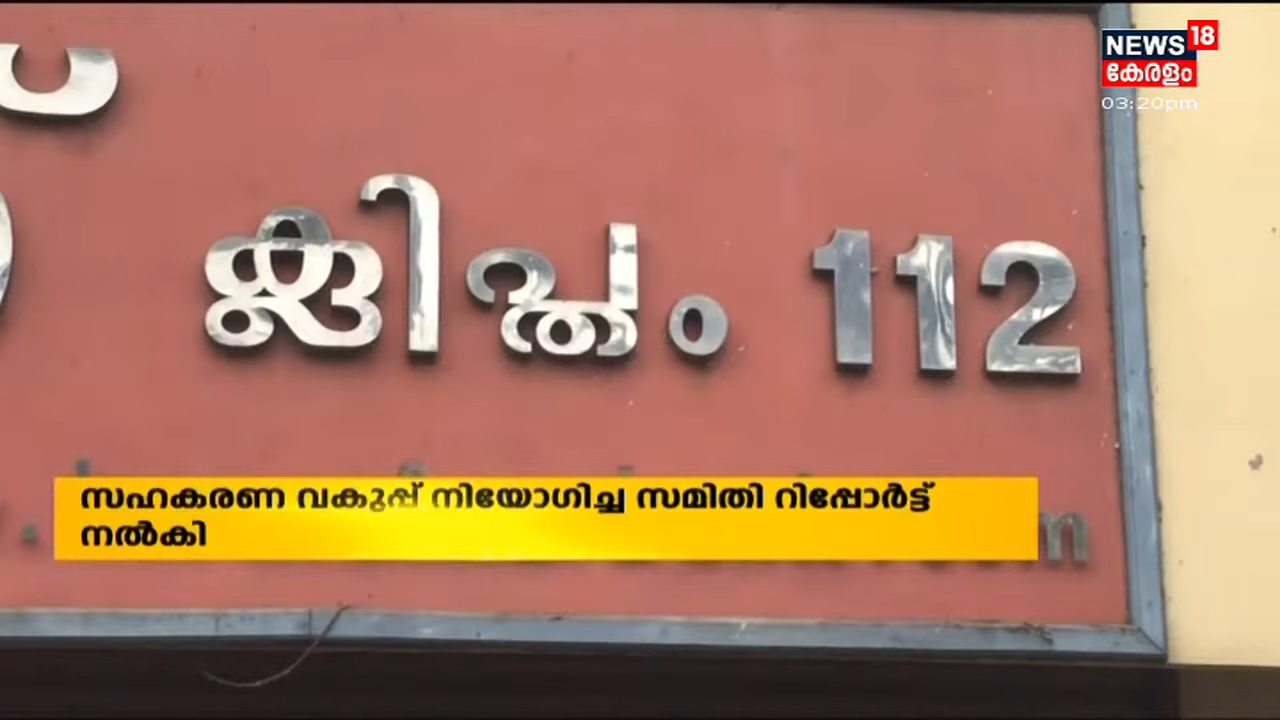 NEWS 18
കേരളം
03:20pm
ക്ലിപ്തം 112
സഹകരണ വകുപ്പ് നിയോഗിച്ച സമിതി റിപ്പോർട്ട്
നൽകി